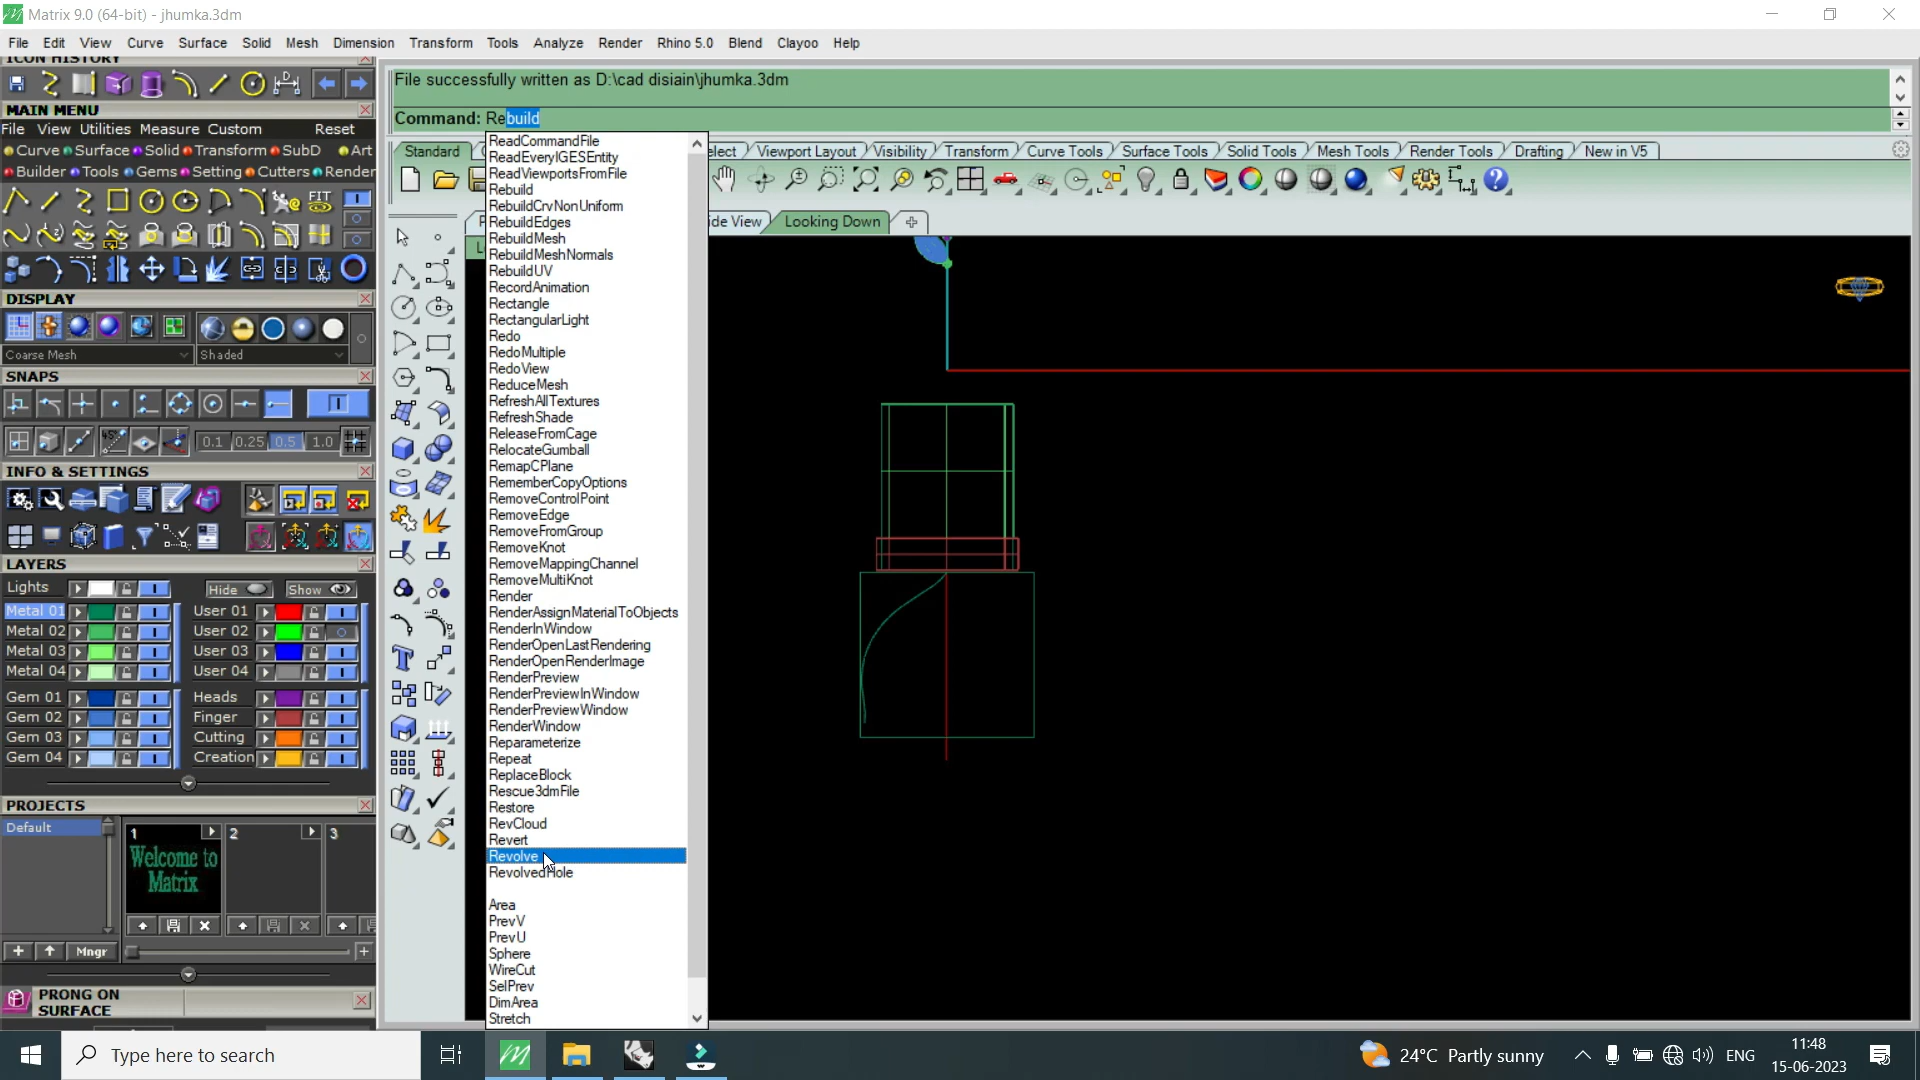 Matrix 9.0 (64-bit) - jhumka.3dm
File Edit View Curve Surface Solid Mesh Dimension Transform Tools Analyze Render Rhino 5.0 Blend Clayoo Help
ICON HISTORY
File successfully written as D:\cad disiain\jhumka.3dm
Command: Rebuild
MAIN MENU
File View Utilities Measure Custom Reset
Curve Surface Solid Transform SubD Art
Builder Tools Gems Setting Cutters Render
FIT
DISPLAY
Coarse Mesh Shaded
SNAPS
0.1 0.25 0.5 1.0
INFO & SETTINGS
LAYERS
Lights Hide Show
Metal 01 User 01
Metal 02 User 02
Metal 03 User 03
Metal 04 User 04
Gem 01 Heads
Gem 02 Finger
Gem 03 Cutting
Gem 04 Creation
PROJECTS
Default
1 2 3
Welcome to
Matrix
Mngr
PRONG ON
SURFACE
Standard elect Viewport Layout Visibility Transform Curve Tools Surface Tools Solid Tools Mesh Tools Render Tools Drafting New in V5
ide View Looking Down
ReadCommandFile
ReadEveryIGESEntity
ReadViewportsFromFile
Rebuild
RebuildCrvNonUniform
RebuildEdges
RebuildMesh
RebuildMeshNormals
RebuildUV
RecordAnimation
Rectangle
RectangularLight
Redo
RedoMultiple
RedoView
ReduceMesh
RefreshAllTextures
RefreshShade
ReleaseFromCage
RelocateGumball
RemapCPlane
RememberCopyOptions
RemoveControlPoint
RemoveEdge
RemoveFromGroup
RemoveKnot
RemoveMappingChannel
RemoveMultiKnot
Render
RenderAssignMaterialToObjects
RenderInWindow
RenderOpenLastRendering
RenderOpenRenderImage
RenderPreview
RenderPreviewInWindow
RenderPreviewWindow
RenderWindow
Reparameterize
Repeat
ReplaceBlock
Rescue3dmFile
Restore
RevCloud
Revert
Revolve
RevolvedHole
Area
PrevV
PrevU
Sphere
WireCut
SelPrev
DimArea
Stretch
Type here to search
24°C Partly sunny
ENG
11:48
15-06-2023